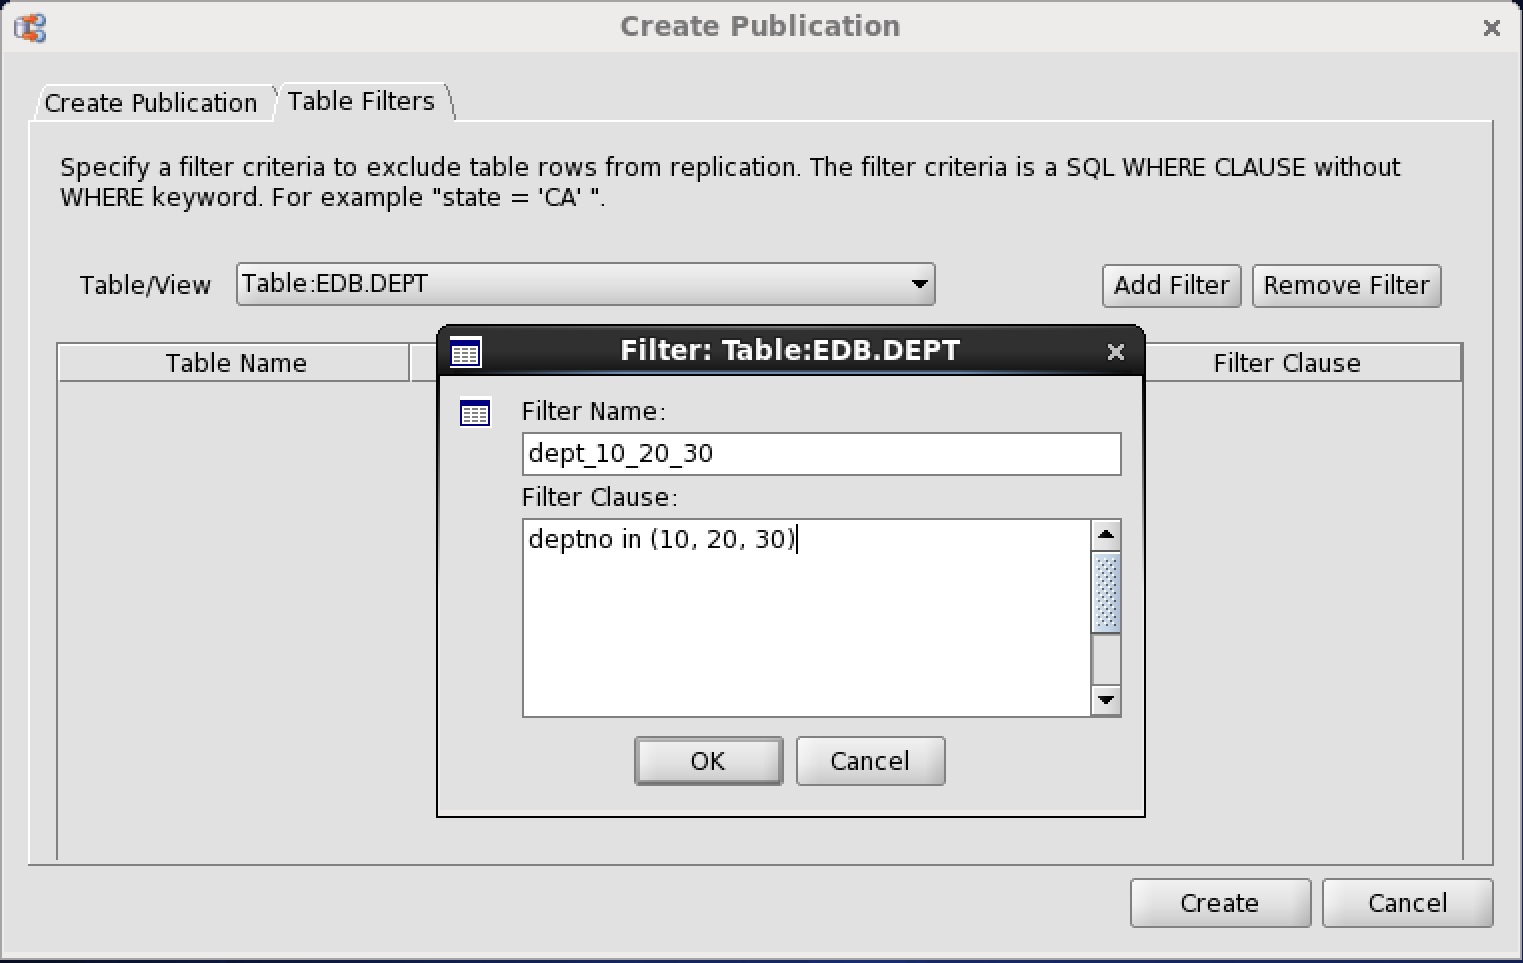 Create Publication
Create Publication
Table Filters
Specify a filter criteria to exclude table rows from replication. The filter criteria is a SQL WHERE CLAUSE without
WHERE keyword. For example "state = 'CA' ".
Table/View
Table:EDB.DEPT
Add Filter
Remove Filter
Table Name
Filter Clause
Filter: Table:EDB.DEPT
Filter Name:
dept_10_20_30
Filter Clause:
deptno in (10, 20, 30)
OK
Cancel
Create
Cancel